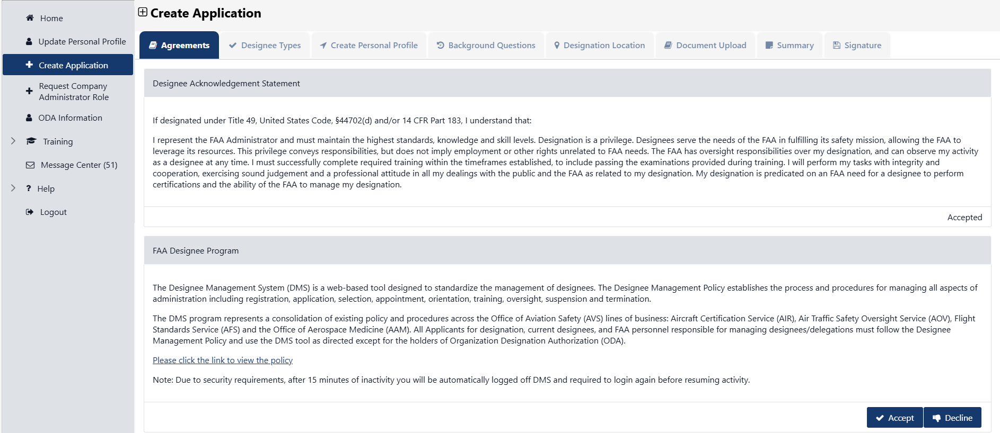 Home
Update Personal Profile
Create Application
Request Company
Administrator Role
ODA Information
Training
Message Center (51)
? Help
Logout
Create Application
Agreements
Designee Types
Create Personal Profile
Background Questions
Designation Location
Document Upload
Summary
Signature
Designee Acknowledgement Statement
If designated under Title 49, United States Code, §44702(d) and/or 14 CFR Part 183, I understand that:
I represent the FAA Administrator and must maintain the highest standards, knowledge and skill levels. Designation is a privilege. Designees serve the needs of the FAA in fulfilling its safety mission, allowing the FAA to
leverage its resources. This privilege conveys responsibilities, but does not imply employment or other rights unrelated to FAA needs. The FAA has oversight responsibilities over my designation, and can observe my activity
as a designee at any time. I must successfully complete required training within the timeframes established, to include passing the examinations provided during training. I will perform my tasks with integrity and
cooperation, exercising sound judgement and a professional attitude in all my dealings with the public and the FAA as related to my designation. My designation is predicated on an FAA need for a designee to perform
certifications and the ability of the FAA to manage my designation.
Accepted
FAA Designee Program
The Designee Management System (DMS) is a web-based tool designed to standardize the management of designees. The Designee Management Policy establishes the process and procedures for managing all aspects of
administration including registration, application, selection, appointment, orientation, training, oversight, suspension and termination.
The DMS program represents a consolidation of existing policy and procedures across the Office of Aviation Safety (AVS) lines of business: Aircraft Certification Service (AIR), Air Traffic Safety Oversight Service (AOV), Flight
Standards Service (AFS) and the Office of Aerospace Medicine (AAM). All Applicants for designation, current designees, and FAA personnel responsible for managing designees/delegations must follow the Designee
Management Policy and use the DMS tool as directed except for the holders of Organization Designation Authorization (ODA).
Please click the link to view the policy
Note: Due to security requirements, after 15 minutes of inactivity you will be automatically logged off DMS and required to login again before resuming activity.
Accept
Decline